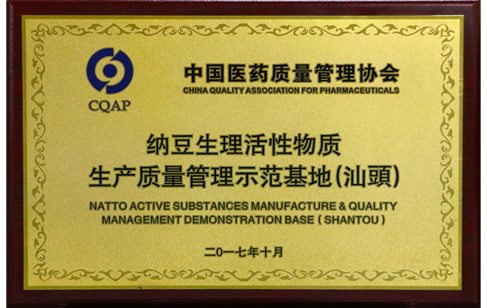 中国医药质量管理协会
CHINA QUALITY ASSOCIATION FOR PHARMACEUTICALS
CQAP
纳豆生理活性物质
生产质量管理示范基地(汕頭)
NATTO ACTIVE SUBSTANCES MANUFACTURE & QUALITY
MANAGEMENT DEMONSTRATION BASE ( SHANTOU )
二〇一七年十月